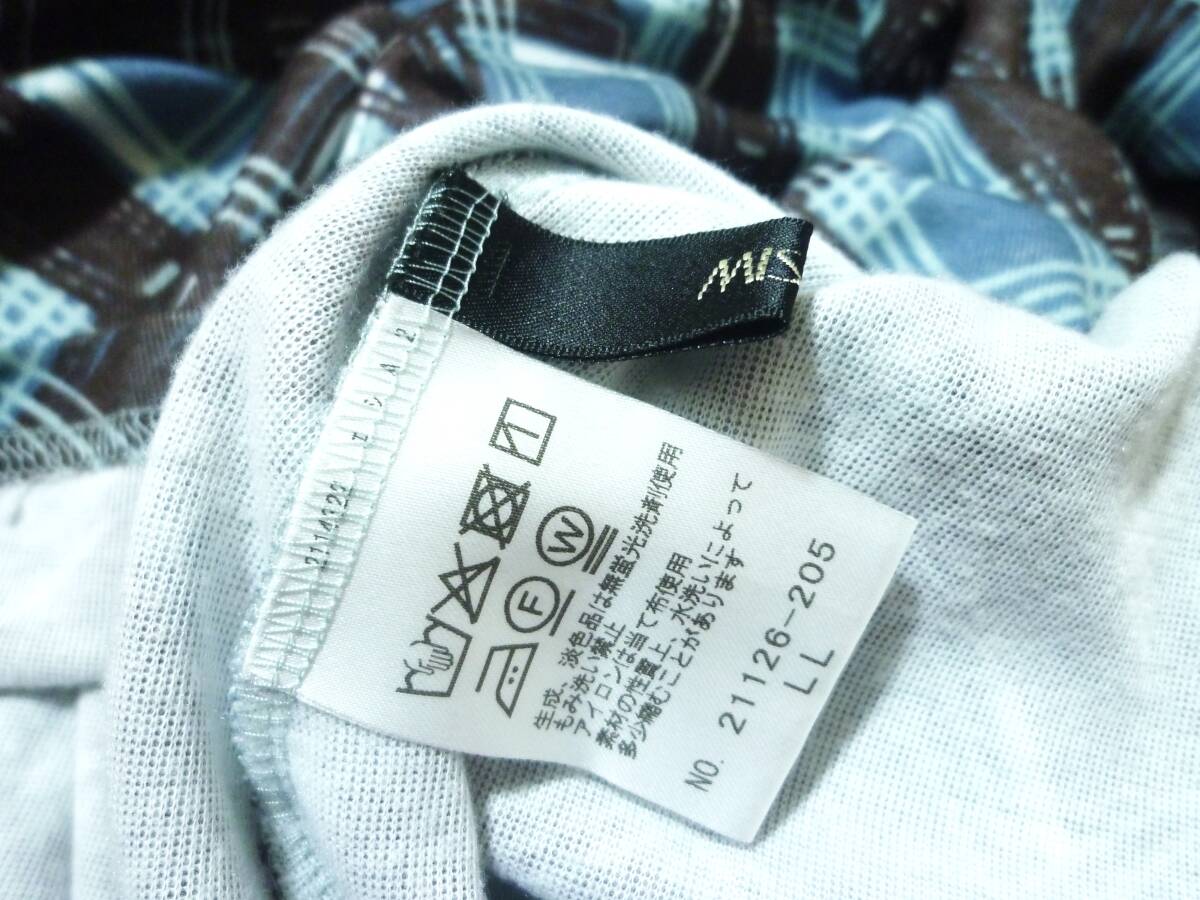 MIS
F
W
生成、淡色品は無蛍光洗剤使用
もみ洗い禁止
アイロンは当て布使用
素材の性質上、水洗いによって
多少縮むことがあります
NO. 21126-205
LL